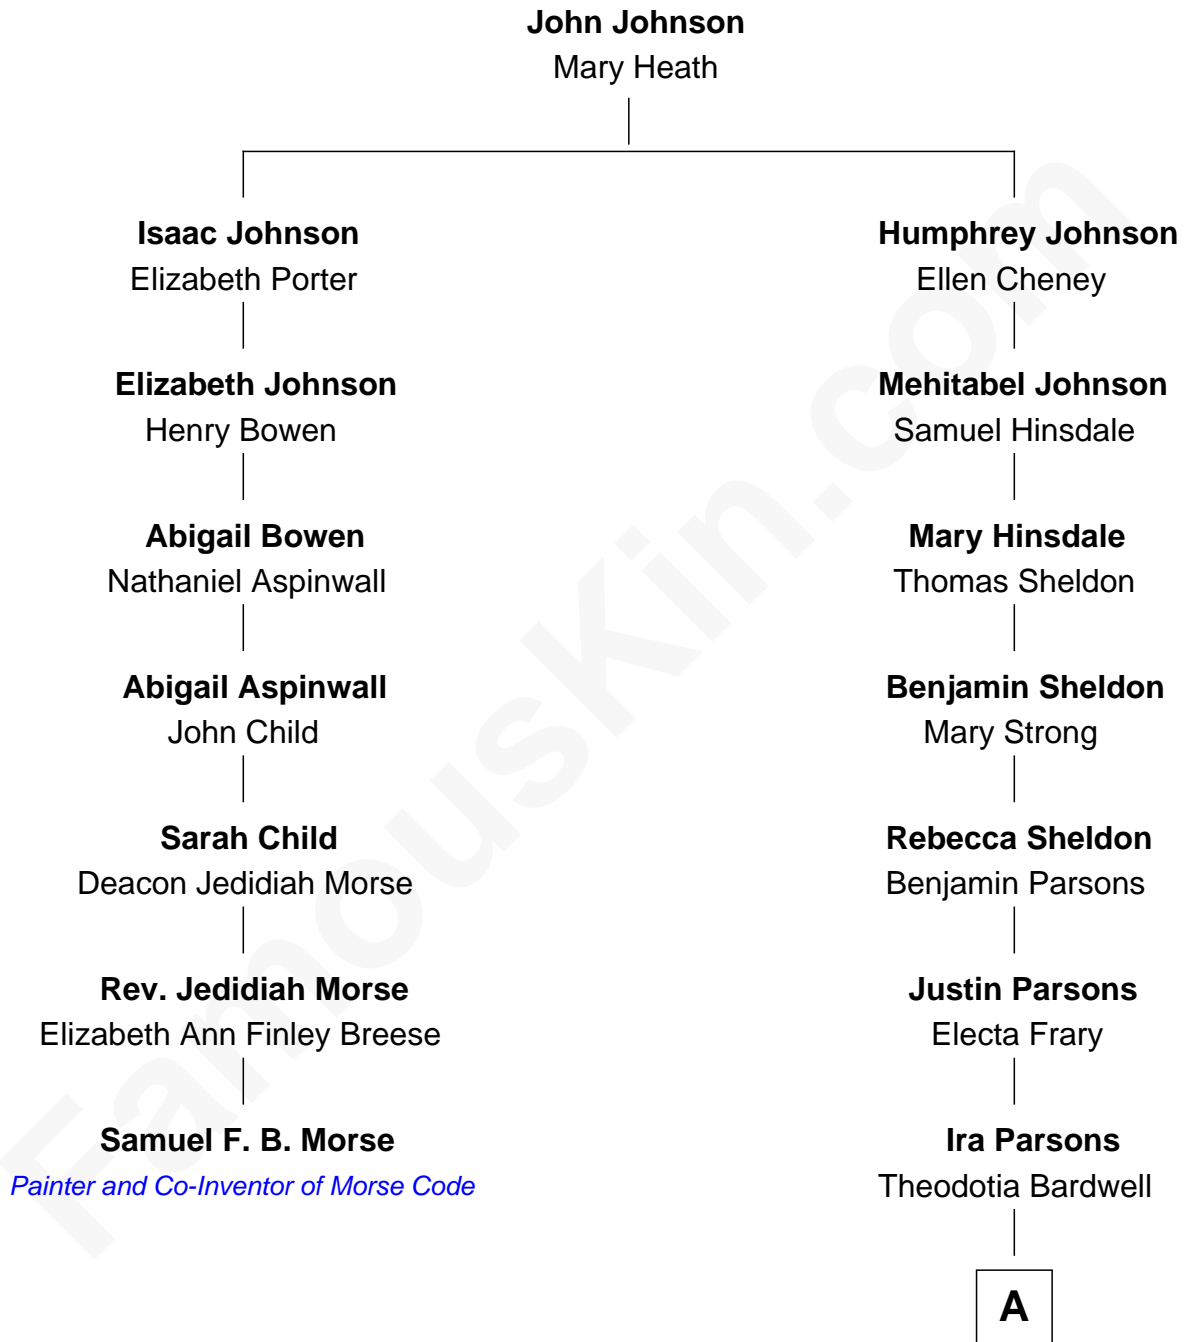 John Johnson
Mary Heath
Isaac Johnson
Elizabeth Porter
Humphrey Johnson
Ellen Cheney
Elizabeth Johnson
Henry Bowen
Mehitabel Johnson
Samuel Hinsdale
Abigail Bowen
Nathaniel Aspinwall
Mary Hinsdale
Thomas Sheldon
Abigail Aspinwall
John Child
Benjamin Sheldon
Mary Strong
Sarah Child
Deacon Jedidiah Morse
Rebecca Sheldon
Benjamin Parsons
Rev. Jedidiah Morse
Elizabeth Ann Finley Breese
Justin Parsons
Electa Frary
Samuel F. B. Morse
Painter and Co-Inventor of Morse Code
Ira Parsons
Theodotia Bardwell
A
FamousKin.com